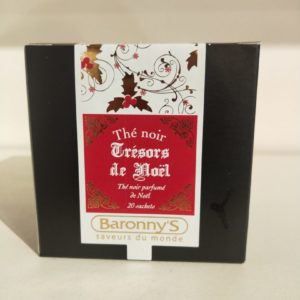 Thé noir
Trésors
de Noël
Thé noir parfumé
de Noël
20 sachets
Baronny's
saveurs du monde